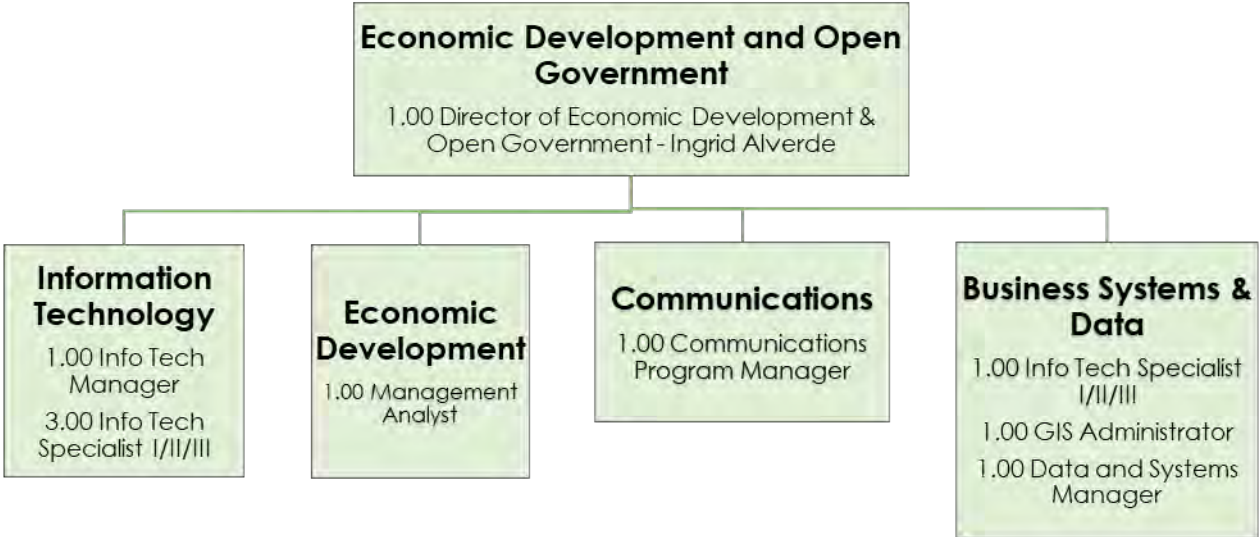 Economic Development and Open
Government
1.00 Director of Economic Development &
Open Government - Ingrid Alverde
Information
Technology
1.00 Info Tech
Manager
3.00 Info Tech
Specialist I/II/III
Economic
Development
1.00 Management
Analyst
Communications
1.00 Communications
Program Manager
Business Systems &
Data
1.00 Info Tech Specialist
I/II/III
1.00 GIS Administrator
1.00 Data and Systems
Manager